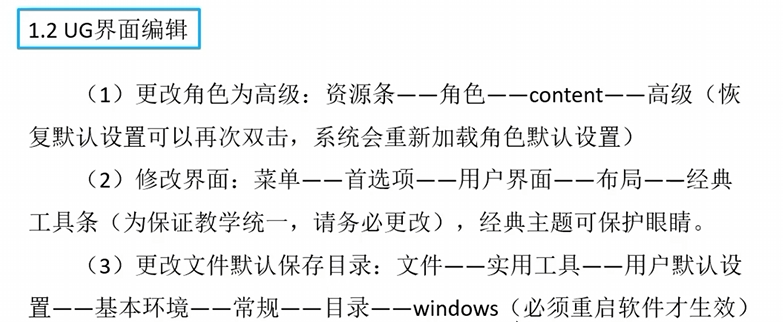 1.2 UG界面编辑
（1）更改角色为高级：资源条——角色——content——高级（恢
复默认设置可以再次双击，系统会重新加载角色默认设置）
（2）修改界面：菜单——首选项——用户界面——布局——经典
工具条（为保证教学统一，请务必更改），经典主题可保护眼睛。
（3）更改文件默认保存目录：文件——实用工具——用户默认设
置——基本环境——常规——目录——windows（必须重启软件才生效）